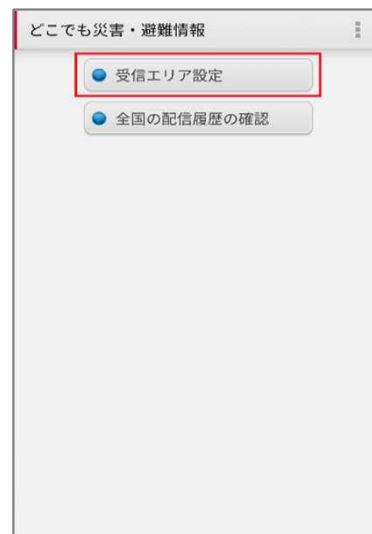 どこでも災害・避難情報
受信エリア設定
全国の配信履歴の確認